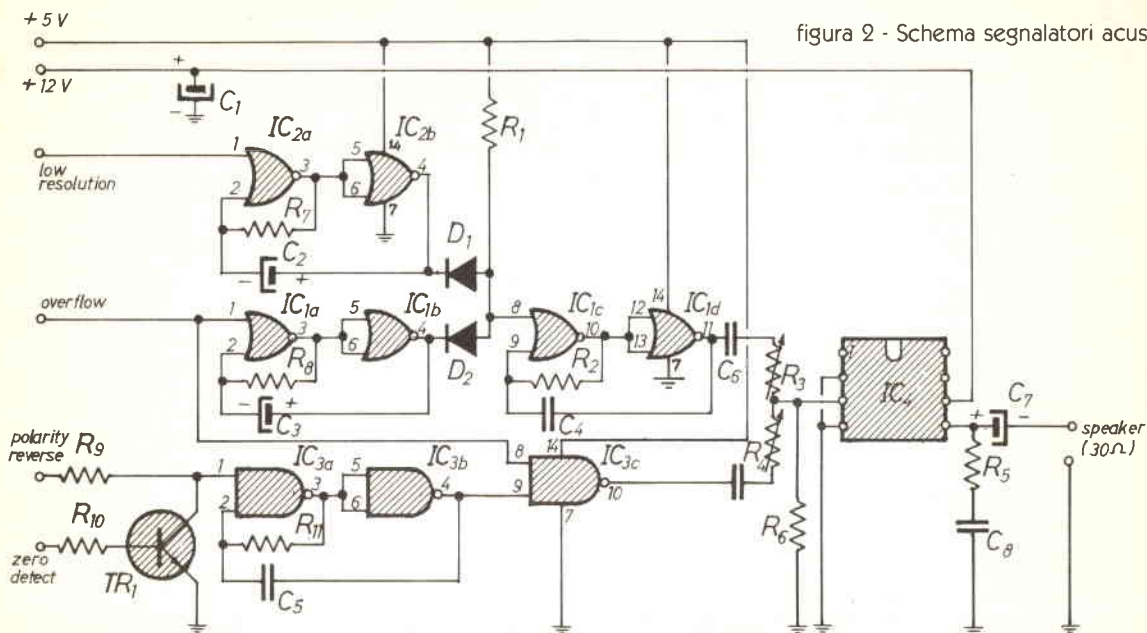 + 5 V
figura 2 - Schema segnalatori acus
+
+12 V
-
C1
IC2a
IC2b
R1
1
2
3
5
6
14
4
7
low
resolution
R7
C2
-
+
D1
overflow
IC1a
IC1b
1
2
3
5
6
4
R8
C3
-
+
D2
IC1c
IC1d
8
9
10
12
13
14
11
7
R2
C4
C6
R3
1
IC4
+
C7
-
speaker
(30Ω)
R5
C8
R4
R6
polarity
reverse
R9
IC3a
IC3b
IC3c
1
2
3
5
6
4
8
9
14
10
7
R10
R11
zero
detect
TR1
C5